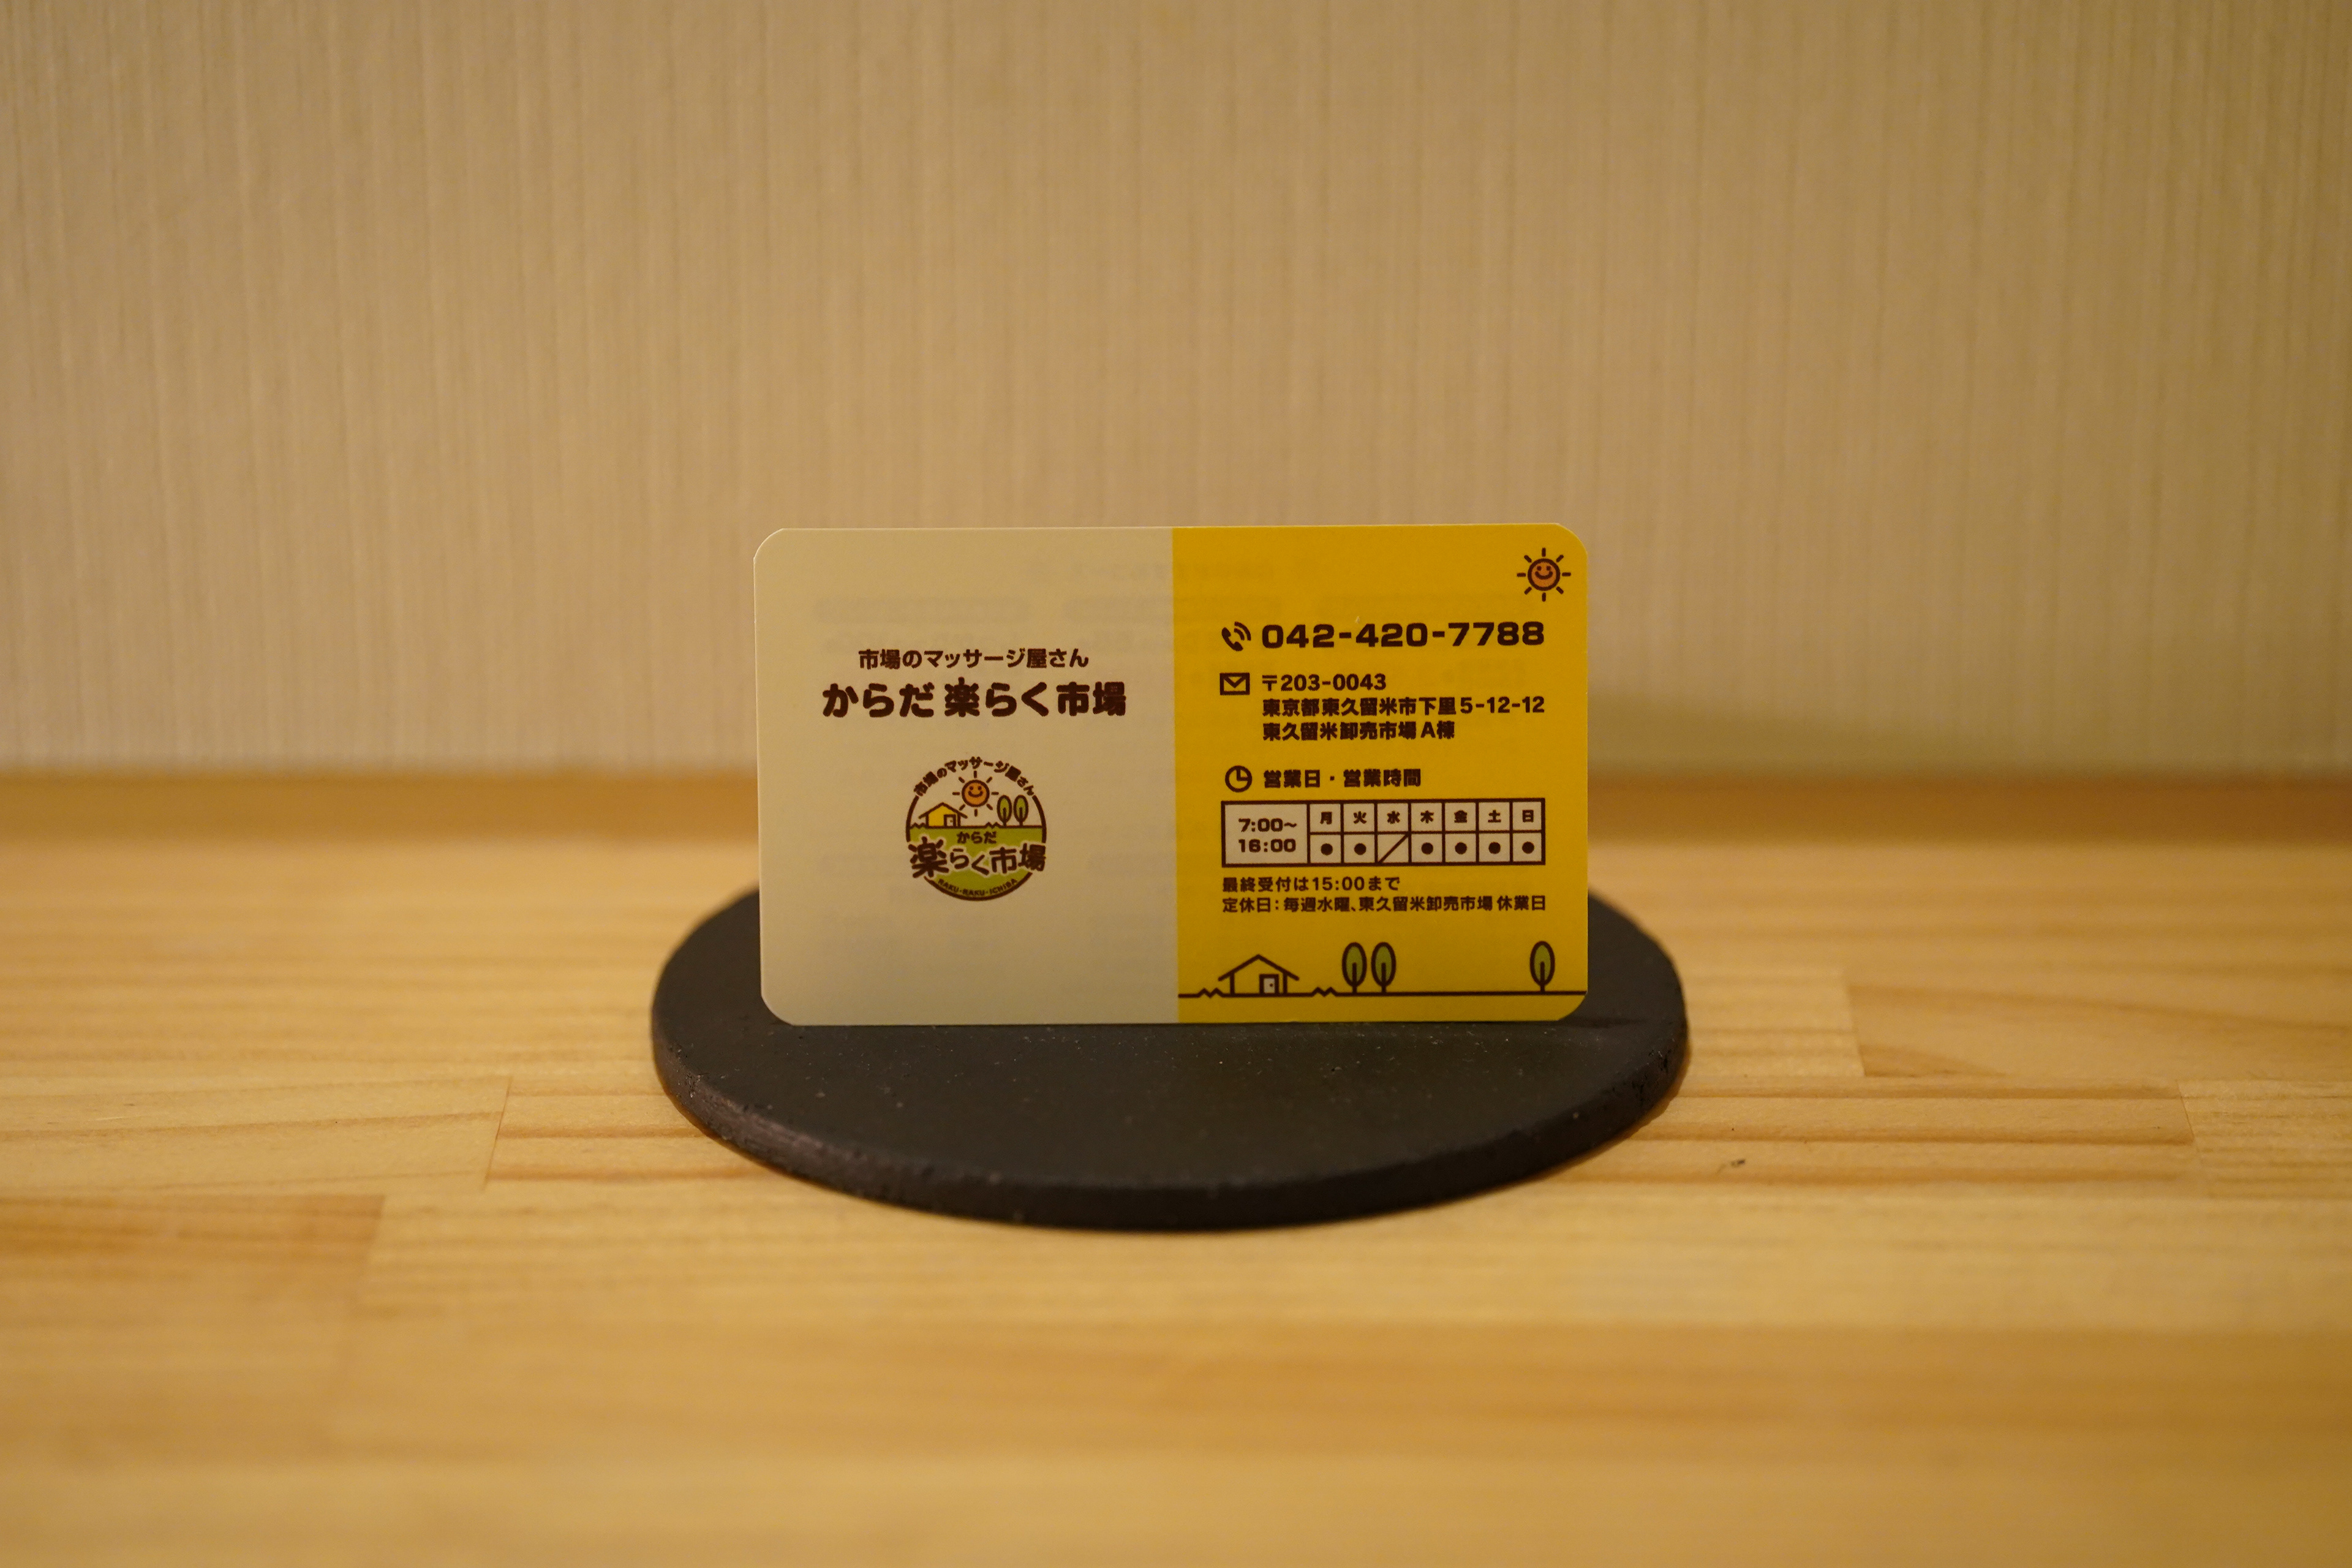 市場のマッサージ屋さん
からだ 楽らく市場
市場のマッサージ屋さん
からだ
楽らく市場
RAKU・RAKU・ICHIBA
042-420-7788
〒203-0043
東京都東久留米市下里5-12-12
東久留米卸売市場 A棟
営業日・営業時間
月 火 水 木 金 土 日
7:00~
16:00
● ● ／ ● ● ● ●
最終受付は15:00まで
定休日：毎週水曜、東久留米卸売市場 休業日